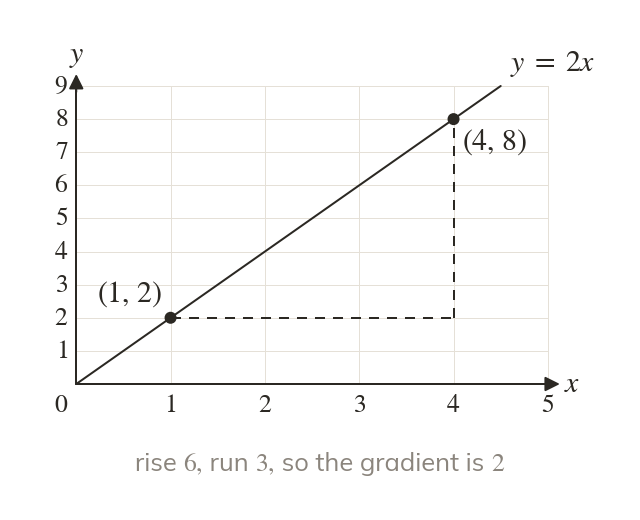 y
y = 2x
9
8
(4, 8)
7
6
5
4
3
(1, 2)
2
1
x
0 1 2 3 4 5
rise 6, run 3, so the gradient is 2